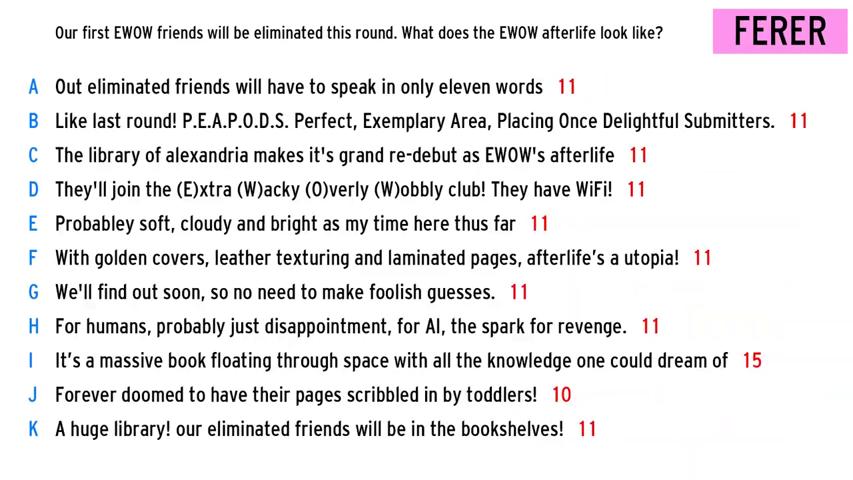 Our first EWOW friends will be eliminated this round. What does the EWOW afterlife look like?
FERER
A Out eliminated friends will have to speak in only eleven words 11
B Like last round! P.E.A.P.O.D.S. Perfect, Exemplary Area, Placing Once Delightful Submitters. 11
C The library of alexandria makes it's grand re-debut as EWOW's afterlife 11
D They'll join the (E)xtra (W)acky (O)verly (W)obbly club! They have WiFi! 11
E Probabley soft, cloudy and bright as my time here thus far 11
F With golden covers, leather texturing and laminated pages, afterlife’s a utopia! 11
G We'll find out soon, so no need to make foolish guesses. 11
H For humans, probably just disappointment, for AI, the spark for revenge. 11
I It’s a massive book floating through space with all the knowledge one could dream of 15
J Forever doomed to have their pages scribbled in by toddlers! 10
K A huge library! our eliminated friends will be in the bookshelves! 11